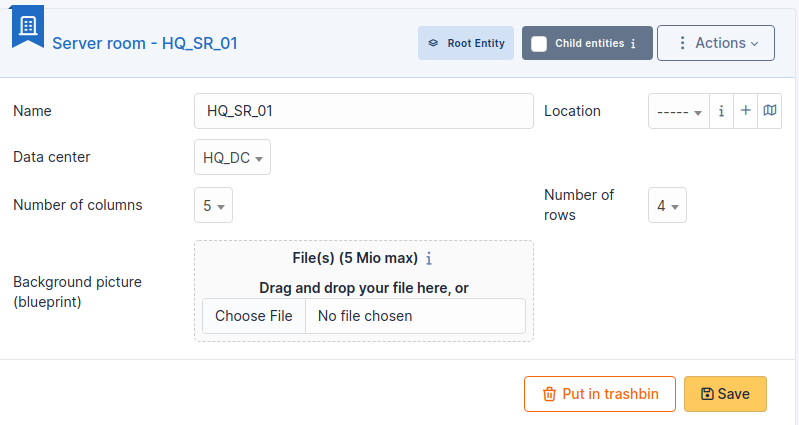 Server room - HQ_SR_01
Root Entity
Child entities
Actions
Name
HQ_SR_01
Location
-----
Data center
HQ_DC
Number of columns
5
Number of
rows
4
Background picture
(blueprint)
File(s) (5 Mio max)
Drag and drop your file here, or
Choose File
No file chosen
Put in trashbin
Save